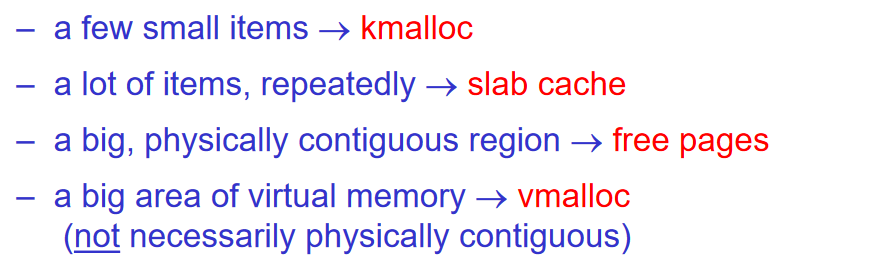 – a few small items → kmalloc
– a lot of items, repeatedly → slab cache
– a big, physically contiguous region → free pages
– a big area of virtual memory → vmalloc
(not necessarily physically contiguous)